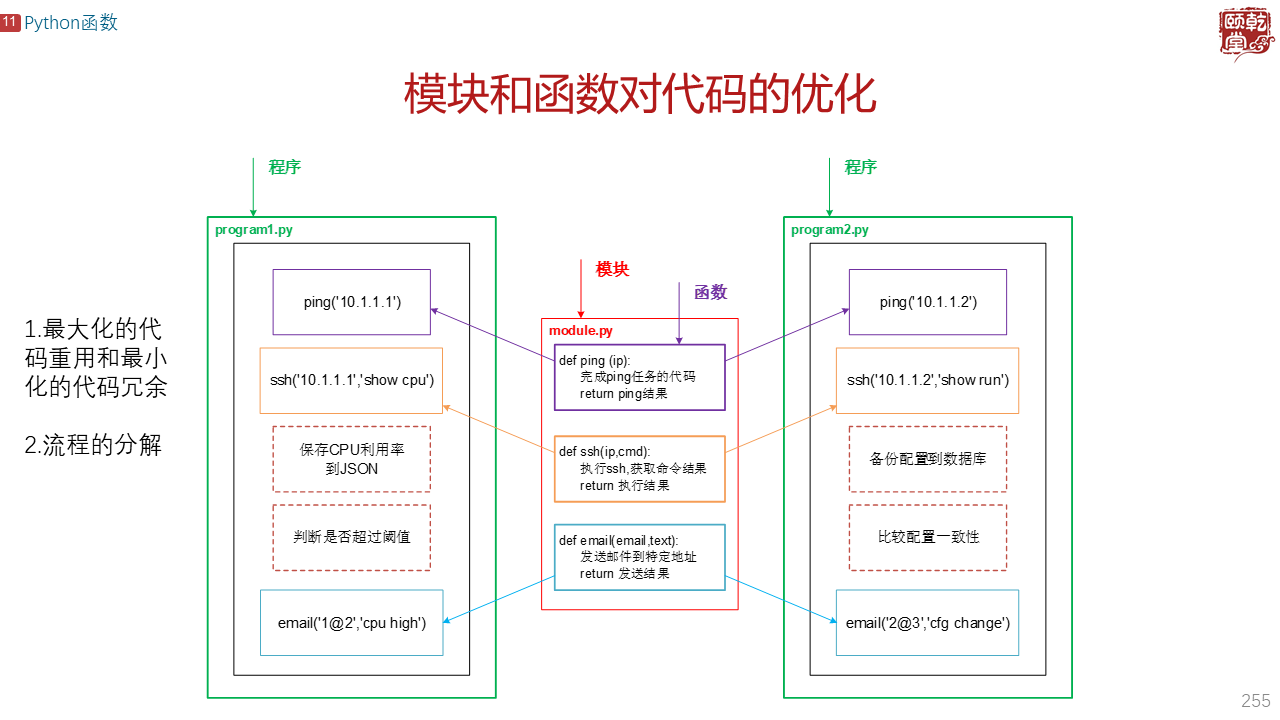 11 Python函数
颐乾堂
模块和函数对代码的优化
1.最大化的代
码重用和最小
化的代码冗余
2.流程的分解
程序
program1.py
ping('10.1.1.1')
ssh('10.1.1.1','show cpu')
保存CPU利用率
到JSON
判断是否超过阈值
email('1@2','cpu high')
模块
函数
module.py
def ping (ip):
完成ping任务的代码
return ping结果
def ssh(ip,cmd):
执行ssh,获取命令结果
return 执行结果
def email(email,text):
发送邮件到特定地址
return 发送结果
程序
program2.py
ping('10.1.1.2')
ssh('10.1.1.2','show run')
备份配置到数据库
比较配置一致性
email('2@3','cfg change')
255